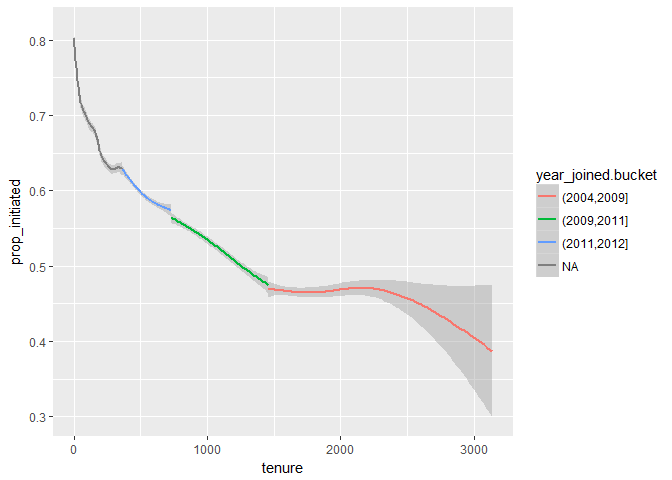 0.8
0.7
0.6
0.5
0.4
0.3
prop_initiated
0 1000 2000 3000
tenure
year_joined.bucket
(2004,2009]
(2009,2011]
(2011,2012]
NA